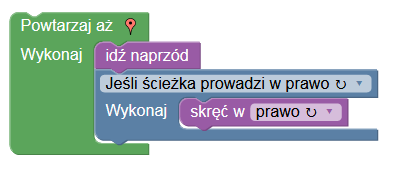 Powtarzaj aż
Wykonaj idź naprzód
Jeśli ścieżka prowadzi w prawo ↻
Wykonaj skręć w prawo ↻